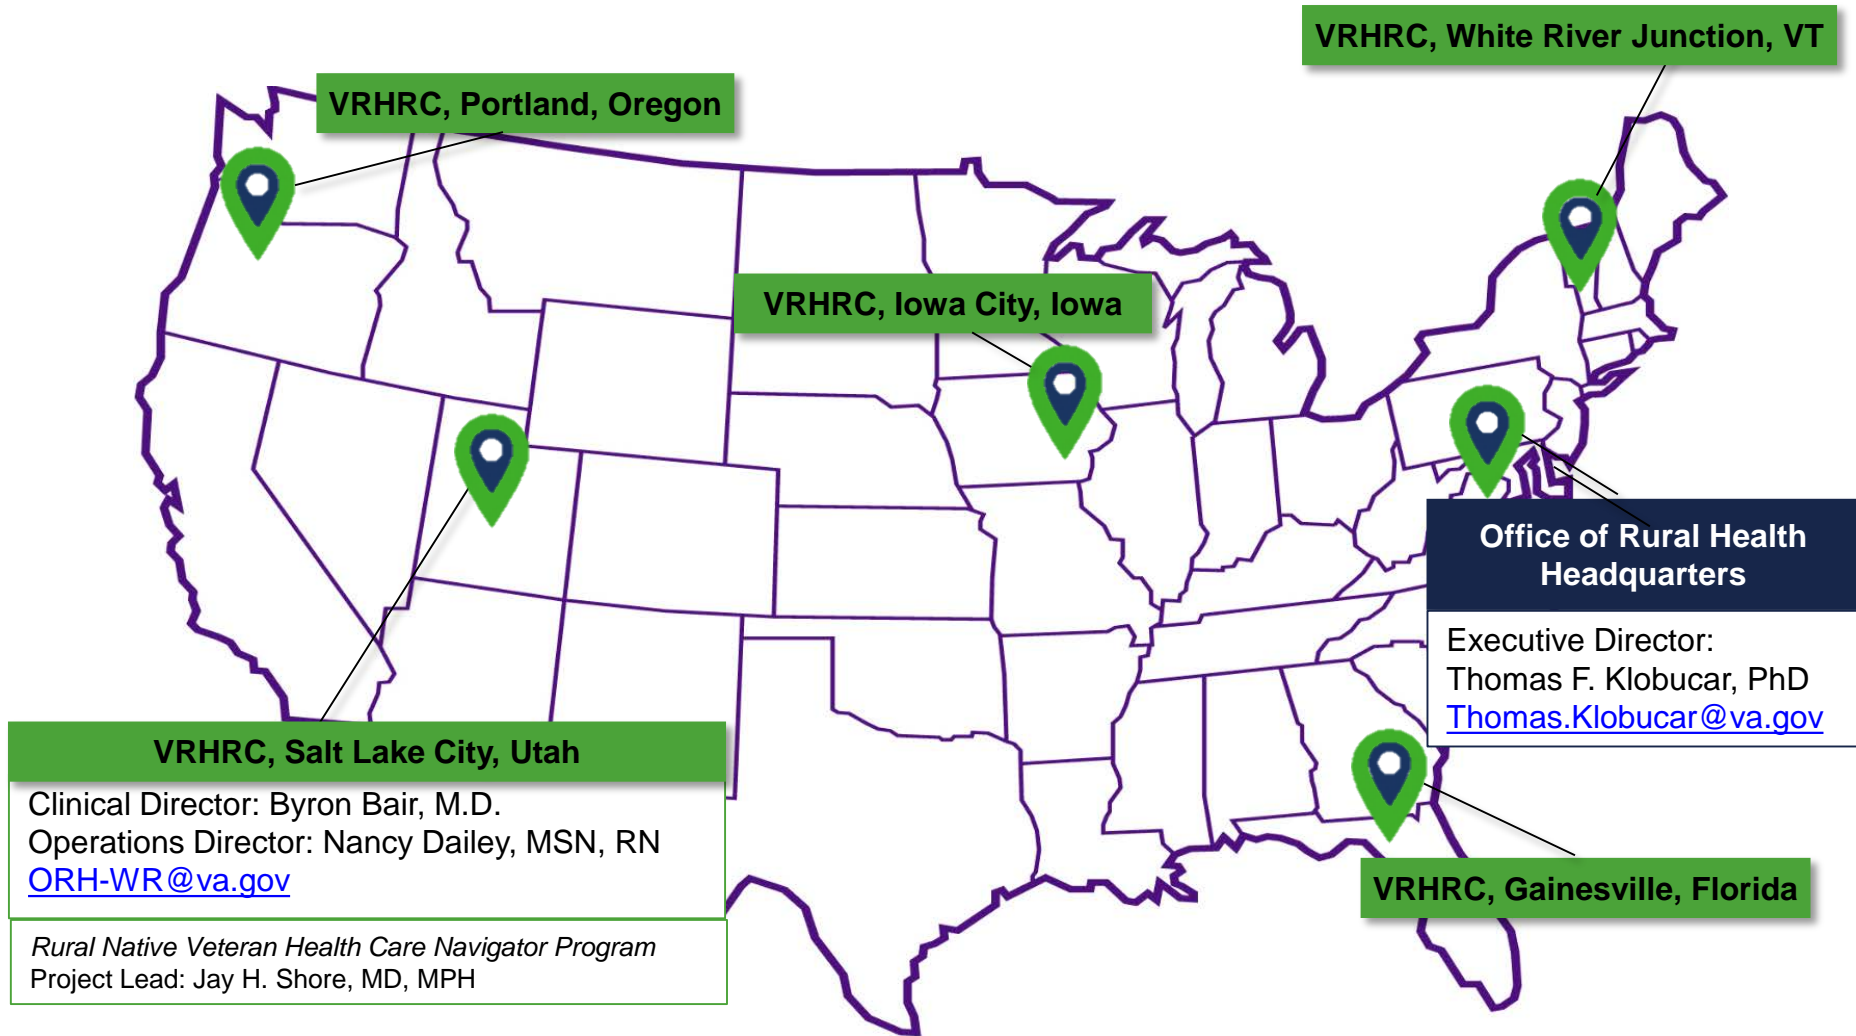 VRHRC, White River Junction, VT
VRHRC, Portland, Oregon
VRHRC, Iowa City, Iowa
Office of Rural Health
Headquarters
Executive Director:
Thomas F. Klobucar, PhD
Thomas.Klobucar@va.gov
VRHRC, Salt Lake City, Utah
Clinical Director: Byron Bair, M.D.
Operations Director: Nancy Dailey, MSN, RN
ORH-WR@va.gov
Rural Native Veteran Health Care Navigator Program
Project Lead: Jay H. Shore, MD, MPH
VRHRC, Gainesville, Florida